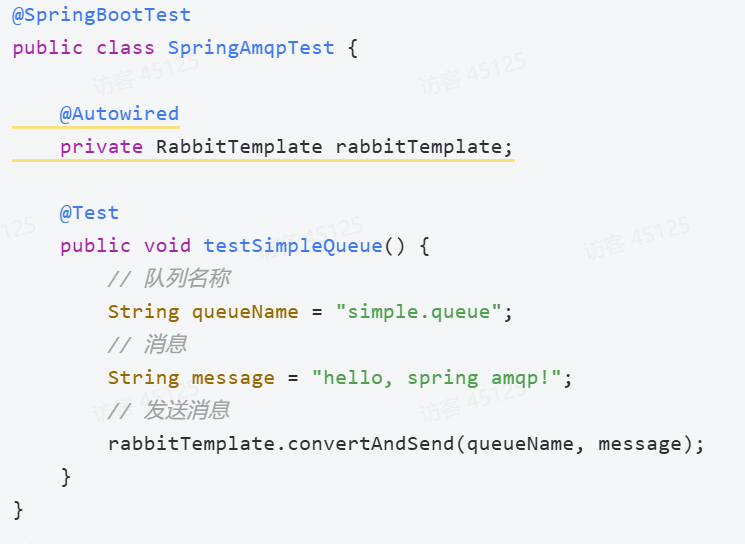 @SpringBootTest
public class SpringAmqpTest {
访客 45125
访客 45125
@Autowired
private RabbitTemplate rabbitTemplate;
@Test
45125
访客 45125
访客 45125
public void testSimpleQueue() {
// 队列名称
String queueName = "simple.queue";
// 消息
String message = "hello, spring amqp!";
访客 45125
访客 45125
// 发送消息
rabbitTemplate.convertAndSend(queueName, message);
}
}